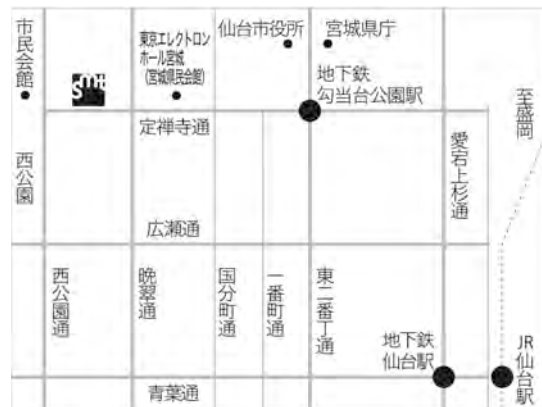 市民会館
smt
東京エレクトロン
ホール宮城
(宮城県民会館)
仙台市役所
宮城県庁
地下鉄
勾当台公園駅
至盛岡
定禅寺通
西公園
愛宕上杉通
広瀬通
西公園通
晩翠通
国分町通
一番町通
東二番丁通
地下鉄
仙台駅
JR仙台駅
青葉通